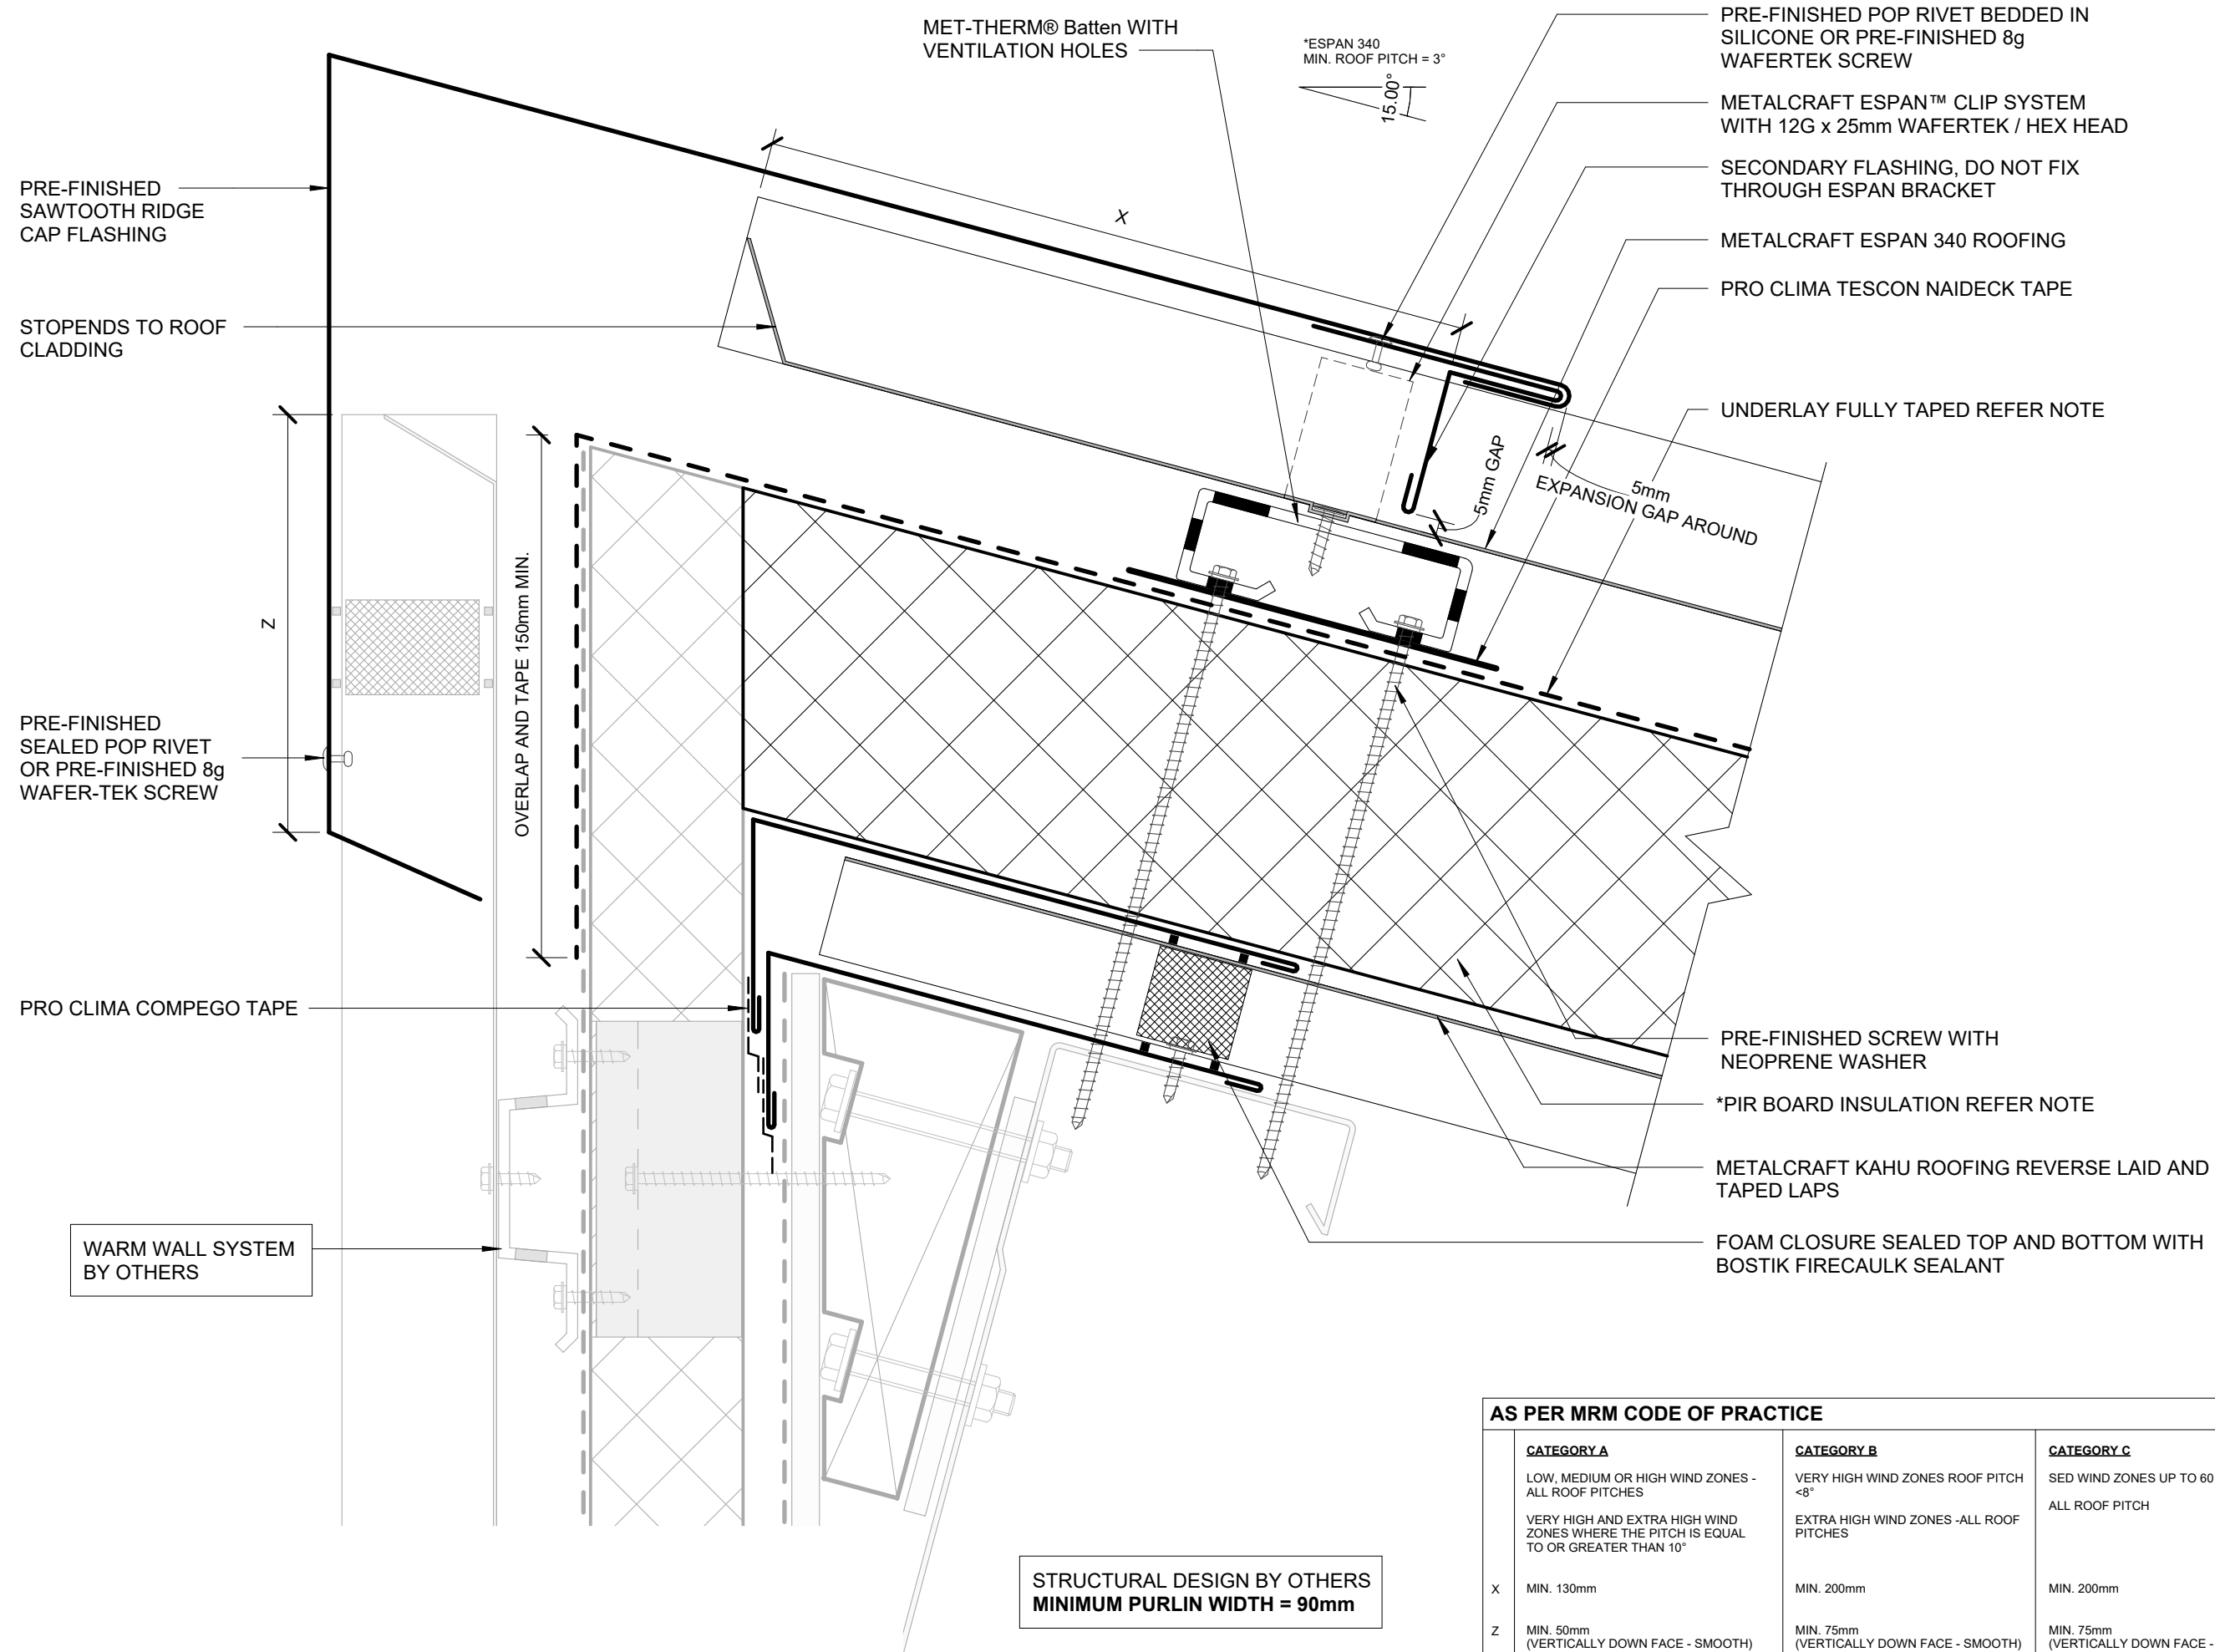 MET-THERM® Batten WITH
VENTILATION HOLES
*ESPAN 340
MIN. ROOF PITCH = 3°
15.00°
PRE-FINISHED POP RIVET BEDDED IN
SILICONE OR PRE-FINISHED 8g
WAFERTEK SCREW
METALCRAFT ESPAN™ CLIP SYSTEM
WITH 12G x 25mm WAFERTEK / HEX HEAD
SECONDARY FLASHING, DO NOT FIX
THROUGH ESPAN BRACKET
METALCRAFT ESPAN 340 ROOFING
PRO CLIMA TESCON NAIDECK TAPE
UNDERLAY FULLY TAPED REFER NOTE
PRE-FINISHED
SAWTOOTH RIDGE
CAP FLASHING
STOPENDS TO ROOF
CLADDING
X
5mm GAP
5mm
EXPANSION GAP AROUND
Z
OVERLAP AND TAPE 150mm MIN.
PRE-FINISHED
SEALED POP RIVET
OR PRE-FINISHED 8g
WAFER-TEK SCREW
PRO CLIMA COMPEGO TAPE
WARM WALL SYSTEM
BY OTHERS
PRE-FINISHED SCREW WITH
NEOPRENE WASHER
*PIR BOARD INSULATION REFER NOTE
METALCRAFT KAHU ROOFING REVERSE LAID AND
TAPED LAPS
FOAM CLOSURE SEALED TOP AND BOTTOM WITH
BOSTIK FIRECAULK SEALANT
STRUCTURAL DESIGN BY OTHERS
MINIMUM PURLIN WIDTH = 90mm
AS PER MRM CODE OF PRACTICE
CATEGORY A
LOW, MEDIUM OR HIGH WIND ZONES -
ALL ROOF PITCHES
VERY HIGH AND EXTRA HIGH WIND
ZONES WHERE THE PITCH IS EQUAL
TO OR GREATER THAN 10°
CATEGORY B
VERY HIGH WIND ZONES ROOF PITCH
<8°
EXTRA HIGH WIND ZONES -ALL ROOF
PITCHES
CATEGORY C
SED WIND ZONES UP TO 60
ALL ROOF PITCH
X MIN. 130mm MIN. 200mm MIN. 200mm
Z MIN. 50mm MIN. 75mm MIN. 75mm
(VERTICALLY DOWN FACE - SMOOTH) (VERTICALLY DOWN FACE - SMOOTH) (VERTICALLY DOWN FACE -